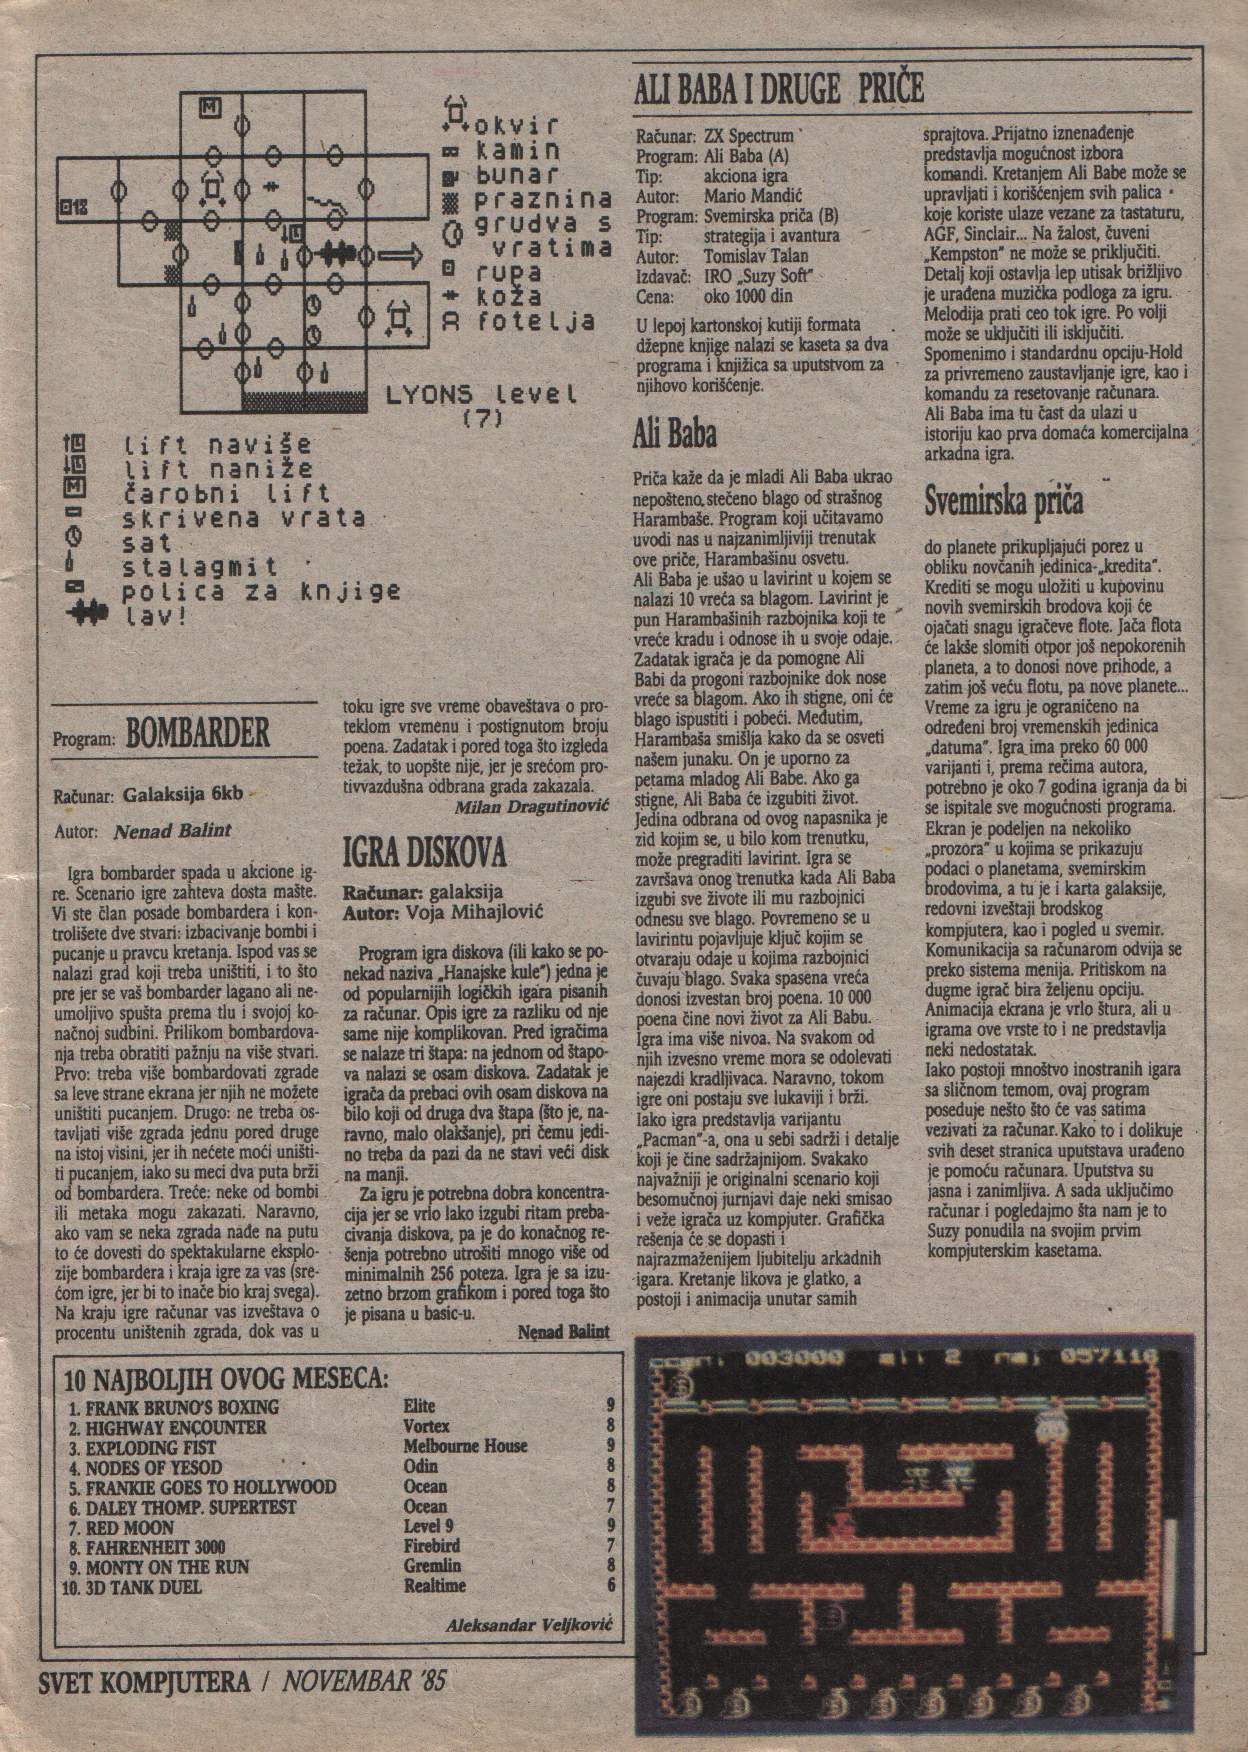 M
18
L
okvir
kamin
bunar
praznina
grudva s
vratima
rupa
koža
fotelja
LYONS level
(7)
lift naviše
lift naniže
čarobni lift
skrivena vrata
sat
stalagmit
polica za knjige
lav!
Program: BOMBARDER
Računar: Galaksija 6kb
Autor: Nenad Balint
Igra bombarder spada u akcione ig-
re. Scenario igre zahteva dosta mašte.
Vi ste član posade bombardera i kon-
trolišete dve stvari: izbacivanje bombi i
pucanje u pravcu kretanja. Ispod vas se
nalazi grad koji treba uništiti, i to što
pre jer se vaš bombarder lagano ali ne-
umoljivo spušta prema tlu i svojoj ko-
načnoj sudbini. Prilikom bombardova-
nja treba obratiti pažnju na više stvari.
Prvo: treba više bombardovati zgrade
sa leve strane ekrana jer njih ne možete
uništiti pucanjem. Drugo: ne treba os-
tavljati više zgrada jednu pored druge
na istoj visini, jer ih nećete moći uništi-
ti pucanjem, iako su meci dva puta brži
od bombardera. Treće: neke od bombi
ili metaka mogu zakazati. Naravno,
ako vam se neka zgrada nađe na putu
to će dovesti do spektakularne eksplo-
zije bombardera i kraja igre za vas (sre-
ćom igre, jer bi to inače bio kraj svega).
Na kraju igre računar vas izveštava o
procentu uništenih zgrada, dok vas u
toku igre sve vreme obaveštava o pro-
teklom vremenu i postignutom broju
poena. Zadatak i pored toga što izgleda
težak, to uopšte nije, jer je srećom pro-
tivvazdušna odbrana grada zakazala.
Milan Dragutinović
IGRA DISKOVA
Računar: galaksija
Autor: Voja Mihajlović
Program igra diskova (ili kako se po-
nekad naziva „Hanajske kule") jedna je
od popularnijih logičkih igara pisanih
za računar. Opis igre za razliku od nje
same nije komplikovan. Pred igračima
se nalaze tri štapa: na jednom od štapo-
va nalazi se osam diskova. Zadatak je
igrača da prebaci ovih osam diskova na
bilo koji od druga dva štapa (što je, na-
ravno, malo olakšanje), pri čemu jedi-
no treba da pazi da ne stavi veći disk
na manji.
Za igru je potrebna dobra koncentra-
cija jer se vrlo lako izgubi ritam preba-
civanja diskova, pa je do konačnog re-
šenja potrebno utrošiti mnogo više od
minimalnih 256 poteza. Igra je sa izu-
zetno brzom grafikom i pored toga što
je pisana u basic-u.
Nenad Balint
10 NAJBOLJIH OVOG MESECA:
1. FRANK BRUNO'S BOXING Elite 9
2. HIGHWAY ENCOUNTER Vortex 8
3. EXPLODING FIST Melbourne House 9
4. NODES OF YESOD Odin 8
5. FRANKIE GOES TO HOLLYWOOD Ocean 8
6. DALEY THOMP. SUPERTEST Ocean 7
7. RED MOON Level 9 9
8. FAHRENHEIT 3000 Firebird 7
9. MONTY ON THE RUN Gremlin 8
10. 3D TANK DUEL Realtime 6
Aleksandar Veljković
ALI BABA I DRUGE PRIČE
Računar: ZX Spectrum
Program: Ali Baba (A)
Tip: akciona igra
Autor: Mario Mandić
Program: Svemirska priča (B)
Tip: strategija i avantura
Autor: Tomislav Talan
Izdavač: IRO „Suzy Soft"
Cena: oko 1000 din
U lepoj kartonskoj kutiji formata
džepne knjige nalazi se kaseta sa dva
programa i knjižica sa uputstvom za
njihovo korišćenje.
Ali Baba
Priča kaže da je mladi Ali Baba ukrao
nepošteno stečeno blago od strašnog
Harambaše. Program koji učitavamo
uvodi nas u najzanimljiviji trenutak
ove priče, Harambašinu osvetu.
Ali Baba je ušao u lavirint u kojem se
nalazi 10 vreća sa blagom. Lavirint je
pun Harambašinih razbojnika koji te
vreće kradu i odnose ih u svoje odaje.
Zadatak igrača je da pomogne Ali
Babi da progoni razbojnike dok nose
vreće sa blagom. Ako ih stigne, oni će
blago ispustiti i pobeći. Međutim,
Harambaša smišlja kako da se osveti
našem junaku. On je uporno za
petama mladog Ali Babe. Ako ga
stigne, Ali Baba će izgubiti život.
Jedina odbrana od ovog napasnika je
zid kojim se, u bilo kom trenutku,
može pregraditi lavirint. Igra se
završava onog trenutka kada Ali Baba
izgubi sve živote ili mu razbojnici
odnesu sve blago. Povremeno se u
lavirintu pojavljuje ključ kojim se
otvaraju odaje u kojima razbojnici
čuvaju blago. Svaka spasena vreća
donosi izvestan broj poena. 10 000
poena čine novi život za Ali Babu.
Igra ima više nivoa. Na svakom od
njih izvesno vreme mora se odolevati
najezdi kradljivaca. Naravno, tokom
igre oni postaju sve lukaviji i brži.
Iako igra predstavlja varijantu
„Pacman"-a, ona u sebi sadrži i detalje
koji je čine sadržajnijom. Svakako
najvažniji je originalni scenario koji
besomučnoj jurnjavi daje neki smisao
i veže igrača uz kompjuter. Grafička
rešenja će se dopasti i
najrazmaženijem ljubitelju arkadnih
igara. Kretanje likova je glatko, a
postoji i animacija unutar samih
sprajtova. Prijatno iznenađenje
predstavlja mogućnost izbora
komandi. Kretanjem Ali Babe može se
upravljati i korišćenjem svih palica
koje koriste ulaze vezane za tastaturu,
AGF, Sinclair... Na žalost, čuveni
„Kempston" ne može se priključiti.
Detalj koji ostavlja lep utisak brižljivo
je urađena muzička podloga za igru.
Melodija prati ceo tok igre. Po volji
može se uključiti ili isključiti.
Spomenimo i standardnu opciju-Hold
za privremeno zaustavljanje igre, kao i
komandu za resetovanje računara.
Ali Baba ima tu čast da ulazi u
istoriju kao prva domaća komercijalna
arkadna igra.
Svemirska priča
do planete prikupljajući porez u
obliku novčanih jedinica-„kredita".
Krediti se mogu uložiti u kupovinu
novih svemirskih brodova koji će
ojačati snagu igračeve flote. Jača flota
će lakše slomiti otpor još nepokorenih
planeta, a to donosi nove prihode, a
zatim još veću flotu, pa nove planete...
Vreme za igru je ograničeno na
određeni broj vremenskih jedinica
„datuma". Igra ima preko 60 000
varijanti i, prema rečima autora,
potrebno je oko 7 godina igranja da bi
se ispitale sve mogućnosti programa.
Ekran je podeljen na nekoliko
„prozora" u kojima se prikazuju
podaci o planetama, svemirskim
brodovima, a tu je i karta galaksije,
redovni izveštaji brodskog
kompjutera, kao i pogled u svemir.
Komunikacija sa računarom odvija se
preko sistema menija. Pritiskom na
dugme igrač bira željenu opciju.
Animacija ekrana je vrlo štura, ali u
igrama ove vrste to i ne predstavlja
neki nedostatak.
Iako postoji mnoštvo inostranih igara
sa sličnom temom, ovaj program
poseduje nešto što će vas satima
vezivati za računar. Kako to i dolikuje
svih deset stranica uputstava urađeno
je pomoću računara. Uputstva su
jasna i zanimljiva. A sada uključimo
računar i pogledajmo šta nam je to
Suzy ponudila na svojim prvim
kompjuterskim kasetama.
003000 ali 2 naj 057116
SVET KOMPJUTERA / NOVEMBAR '85